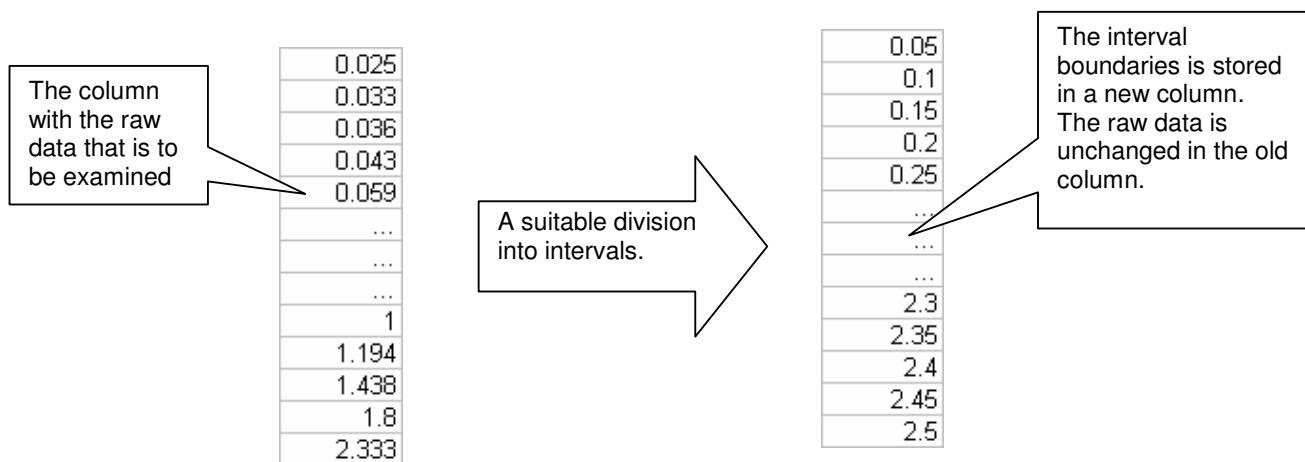 The column
with the raw
data that is to
be examined
0.025
0.033
0.036
0.043
0.059
...
...
...
1
1.194
1.438
1.8
2.333
A suitable division
into intervals.
0.05
0.1
0.15
0.2
0.25
...
...
...
2.3
2.35
2.4
2.45
2.5
The interval
boundaries is stored
in a new column.
The raw data is
unchanged in the old
column.